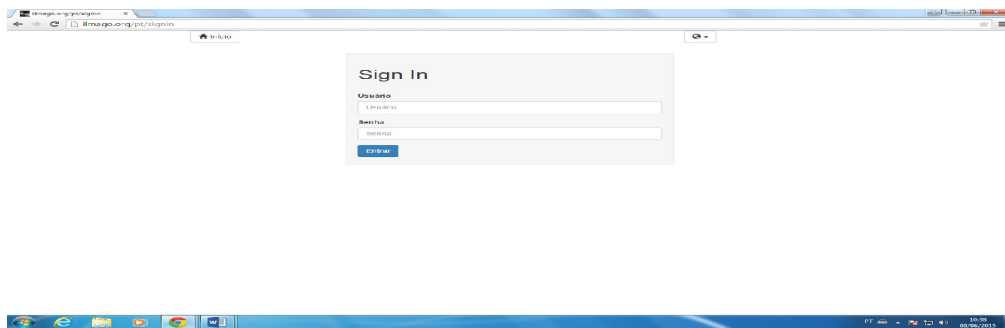 ilmago.org/pt/signin
ilmago.org/pt/signin
Início
Sign In
Usuário
Usuário
Senha
Senha
Entrar
PT
10:38
08/06/2015